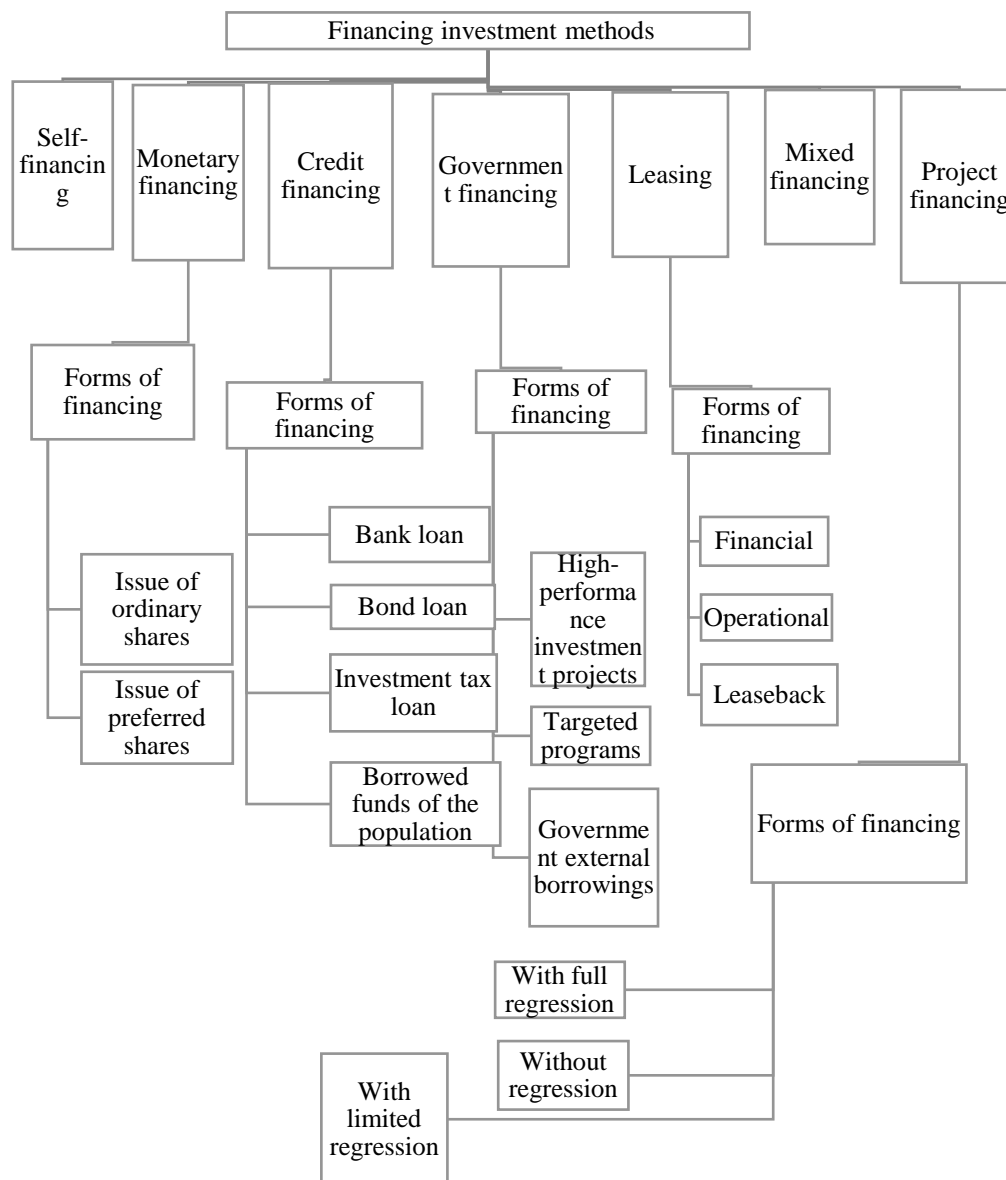 Financing investment methods
Self-
financin
g
Monetary
financing
Credit
financing
Governmen
t financing
Leasing
Mixed
financing
Project
financing
Forms of
financing
Forms of
financing
Forms of
financing
Forms of
financing
Issue of
ordinary
shares
Issue of
preferred
shares
Bank loan
Bond loan
Investment tax
loan
Borrowed
funds of the
population
High-
performa
nce
investmen
t projects
Targeted
programs
Governme
nt external
borrowings
Financial
Operational
Leaseback
Forms of financing
With full
regression
Without
regression
With
limited
regression